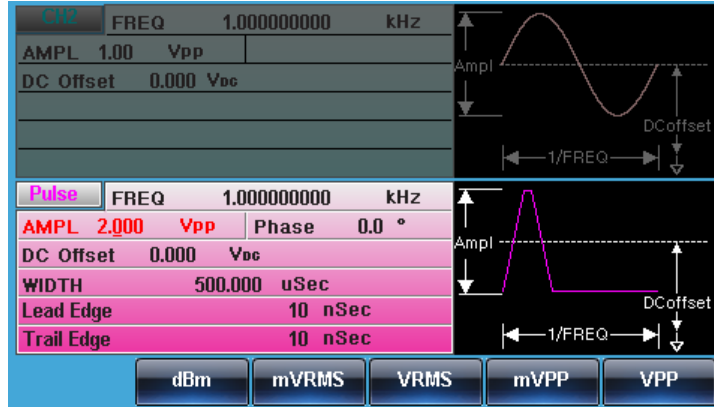 CH2 FREQ 1.000000000 kHz
AMPL 1.00 Vpp
DC Offset 0.000 VDC
Ampl
DCoffset
1/FREQ
Pulse FREQ 1.000000000 kHz
AMPL 2.000 Vpp Phase 0.0 °
DC Offset 0.000 VDC
WIDTH 500.000 uSec
Lead Edge 10 nSec
Trail Edge 10 nSec
Ampl
DCoffset
1/FREQ
dBm mVRMS VRMS mVPP VPP